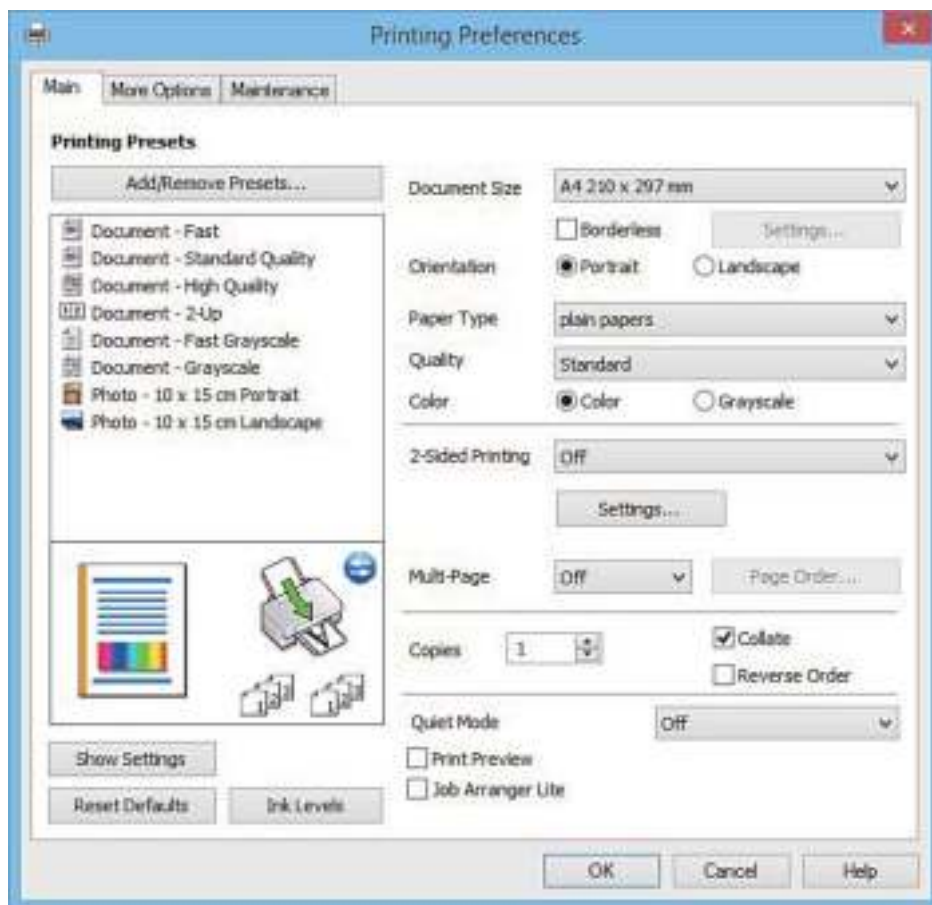 Printing Preferences
Main
More Options
Maintenance
Printing Presets
Add/Remove Presets...
Document - Fast
Document - Standard Quality
Document - High Quality
Document - 2-Up
Document - Fast Grayscale
Document - Grayscale
Photo - 10 x 15 cm Portrait
Photo - 10 x 15 cm Landscape
Show Settings
Reset Defaults
Ink Levels
Document Size
A4 210 x 297 mm
Borderless
Settings...
Orientation
Portrait
Landscape
Paper Type
plain papers
Quality
Standard
Color
Color
Grayscale
2-Sided Printing
Off
Settings...
Multi-Page
Off
Page Order...
Copies
1
Collate
Reverse Order
Quiet Mode
Off
Print Preview
Job Arranger Lite
OK
Cancel
Help